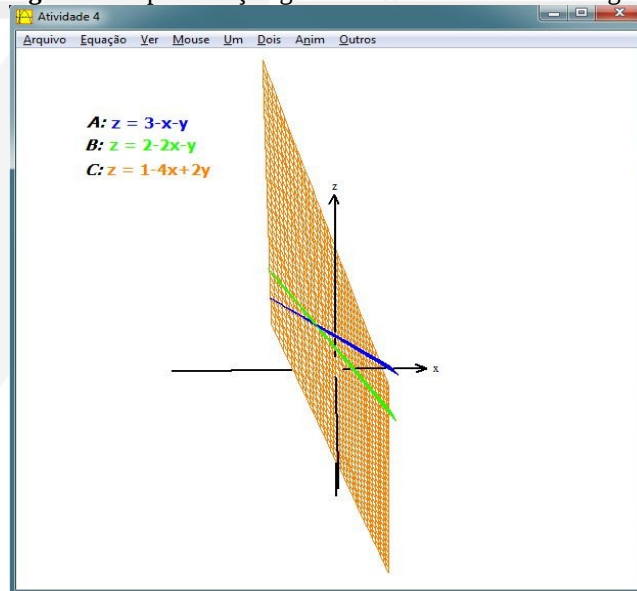 Atividade 4
Arquivo Equação Ver Mouse Um Dois Anim Outros
A: z = 3-x-y
B: z = 2-2x-y
C: z = 1-4x+2y
z
x